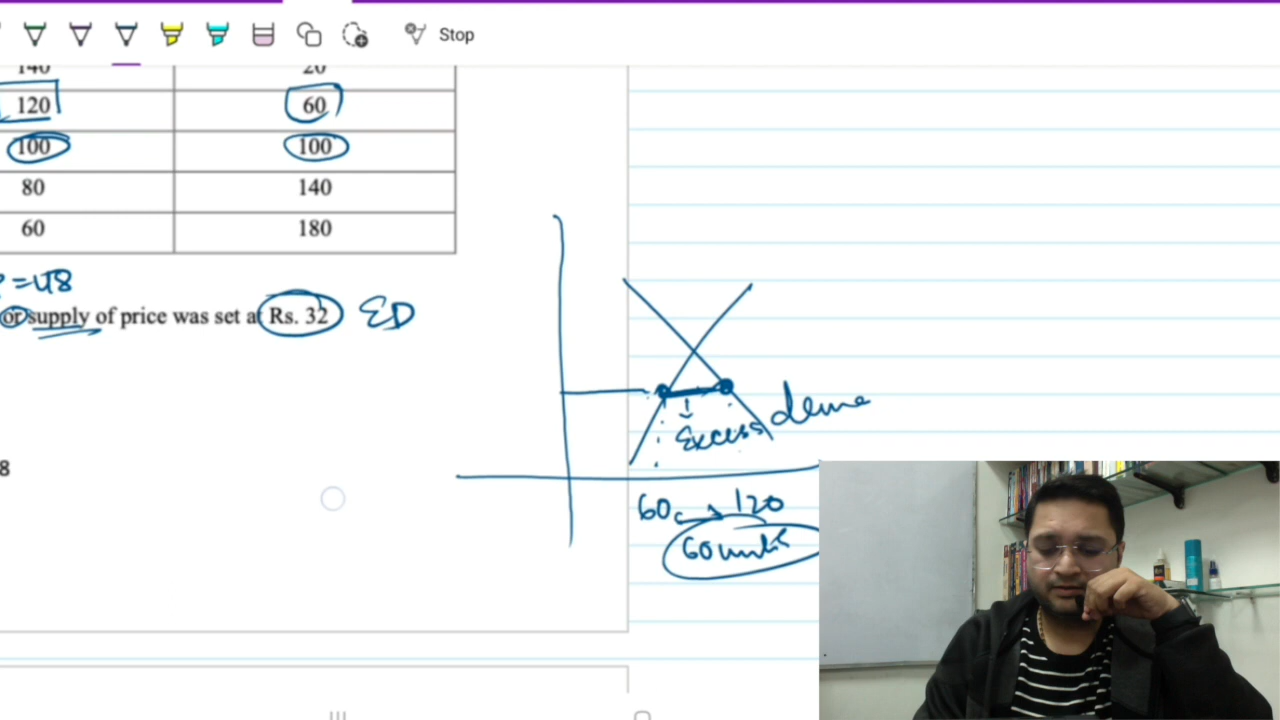 Stop
140 20
120 60
100 100
80 140
60 180
P = 48
or supply of price was set at Rs. 32 ED
Excess deme
8
60 → 120
60 units